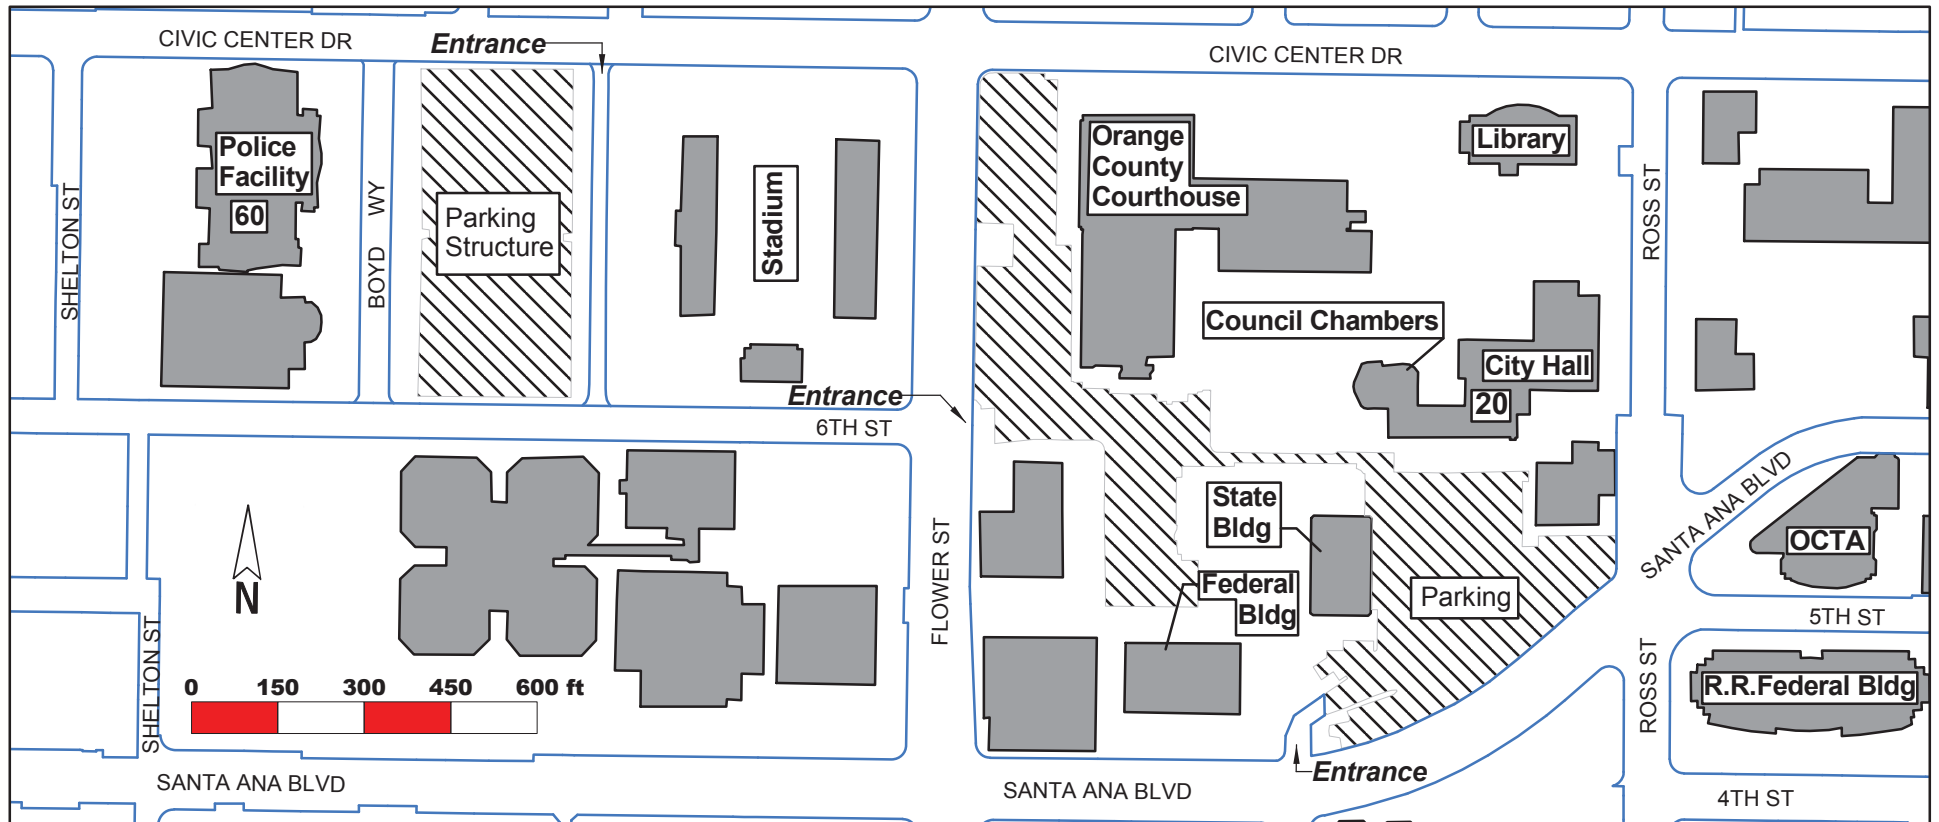 CIVIC CENTER DR
Entrance
CIVIC CENTER DR
Police
Facility
60
SHELTON ST
BOYD WY
Parking
Structure
Stadium
Orange
County
Courthouse
Library
ROSS ST
Council Chambers
City Hall
20
Entrance
6TH ST
State
Bldg
SANTA ANA BLVD
OCTA
N
FLOWER ST
Federal
Bldg
Parking
5TH ST
SHELTON ST
0 150 300 450 600 ft
ROSS ST
R.R.Federal Bldg
Entrance
SANTA ANA BLVD
SANTA ANA BLVD
4TH ST